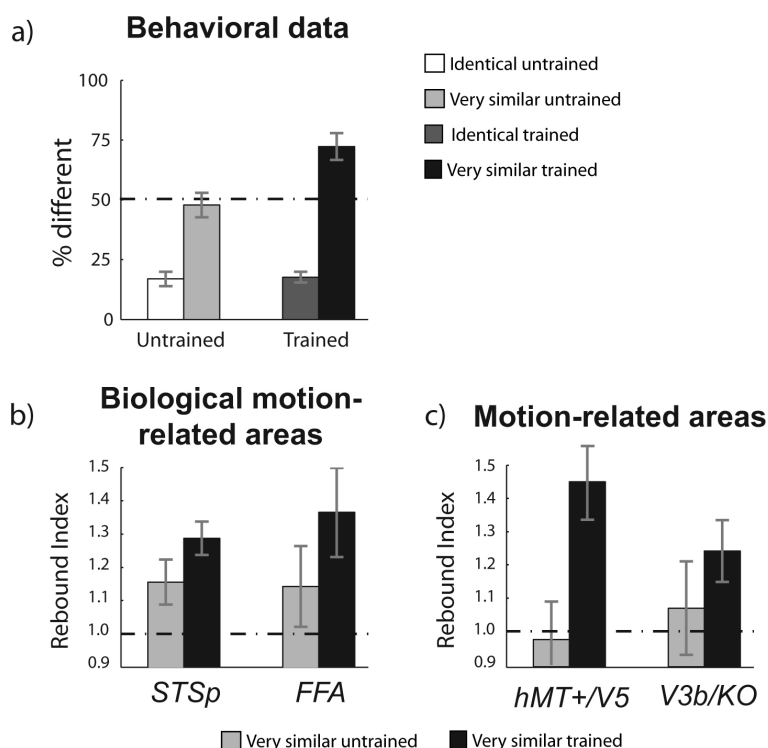 a)
Behavioral data
% different
100
75
50
25
0
Untrained
Trained
Identical untrained
Very similar untrained
Identical trained
Very similar trained
b)
Biological motion-
related areas
Rebound Index
1.5
1.4
1.3
1.2
1.1
1.0
0.9
STSp
FFA
c)
Motion-related areas
Rebound Index
1.5
1.4
1.3
1.2
1.1
1.0
0.9
hMT+/V5
V3b/KO
Very similar untrained
Very similar trained